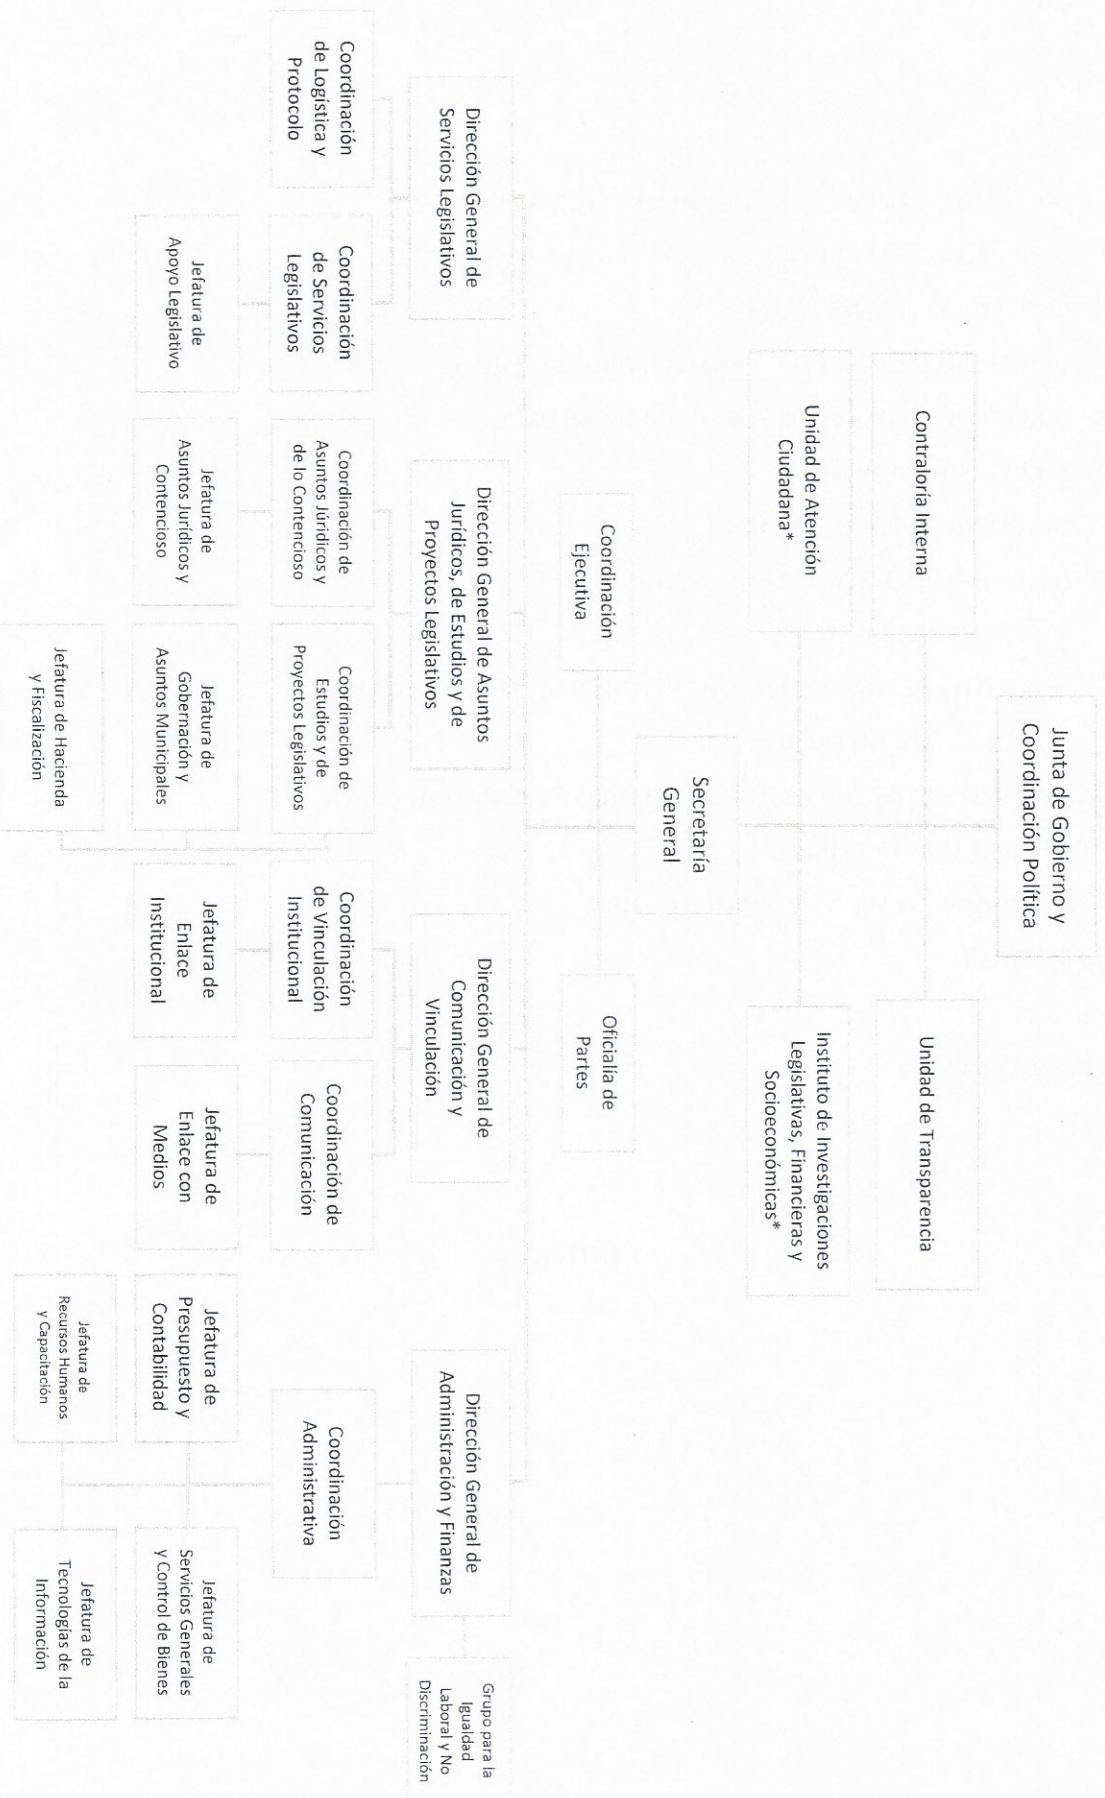 Junta de Gobierno y
Coordinación Política
Contraloría Interna
Unidad de Transparencia
Unidad de Atención
Ciudadana*
Instituto de Investigaciones
Legislativas, Financieras y
Socioeconómicas*
Secretaría
General
Coordinación
Ejecutiva
Oficialía de
Partes
Dirección General de
Servicios Legislativos
Dirección General de Asuntos
Jurídicos, de Estudios y de
Proyectos Legislativos
Dirección General de
Comunicación y
Vinculación
Dirección General de
Administración y Finanzas
Grupo para la
Igualdad
Laboral y No
Discriminación
Coordinación
de Logística y
Protocolo
Coordinación
de Servicios
Legislativos
Coordinación de
Asuntos Júridicos y
de lo Contencioso
Coordinación de
Estudios y de
Proyectos Legislativos
Coordinación
de Vinculación
Institucional
Coordinación de
Comunicación
Coordinación
Administrativa
Jefatura de
Apoyo Legislativo
Jefatura de
Asuntos Jurídicos y
Contencioso
Jefatura de
Gobernación y
Asuntos Municipales
Jefatura de
Enlace
Institucional
Jefatura de
Enlace con
Medios
Jefatura de
Presupuesto y
Contabilidad
Jefatura de
Servicios Generales
y Control de Bienes
Jefatura de Hacienda
y Fiscalización
Jefatura de
Recursos Humanos
y Capacitación
Jefatura de
Tecnologías de la
Información